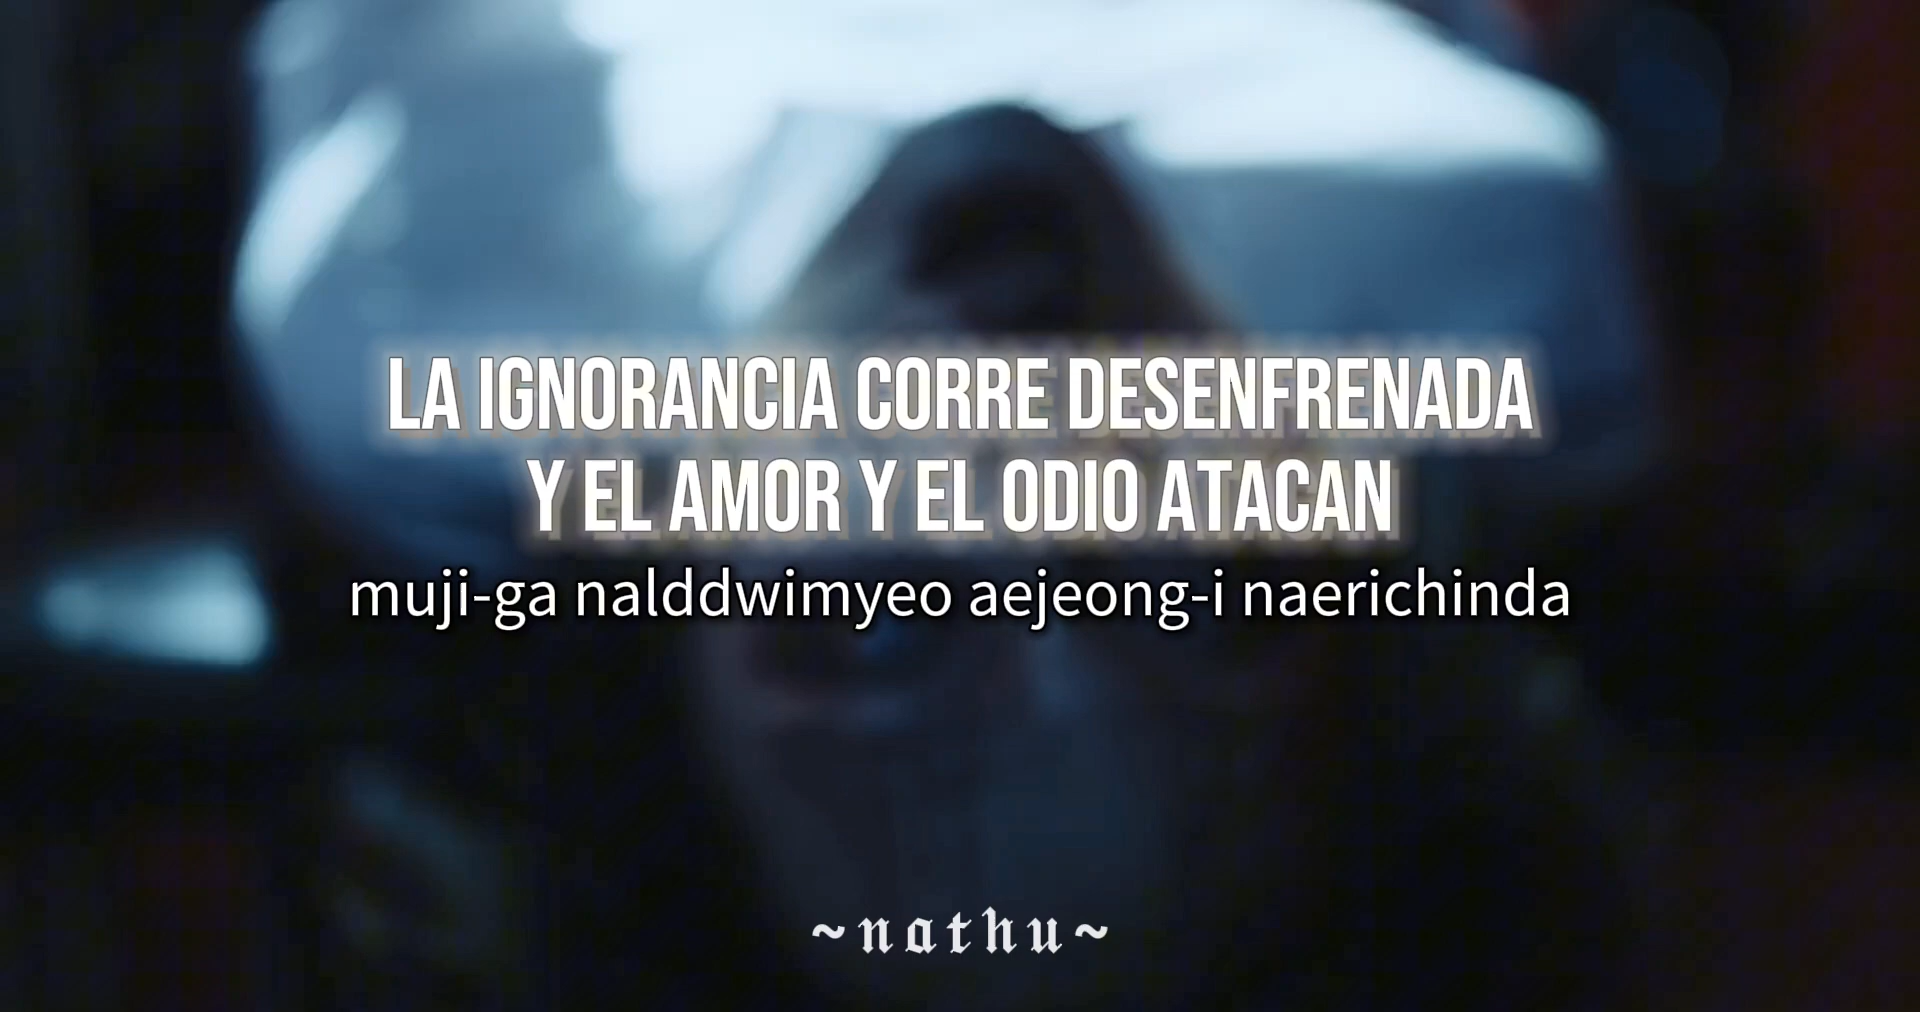 LA IGNORANCIA CORRE DESENFRENADA
Y EL AMOR Y EL ODIO ATACAN
muji-ga nalddwimyeo aejeong-i naerichinda
~nathu~